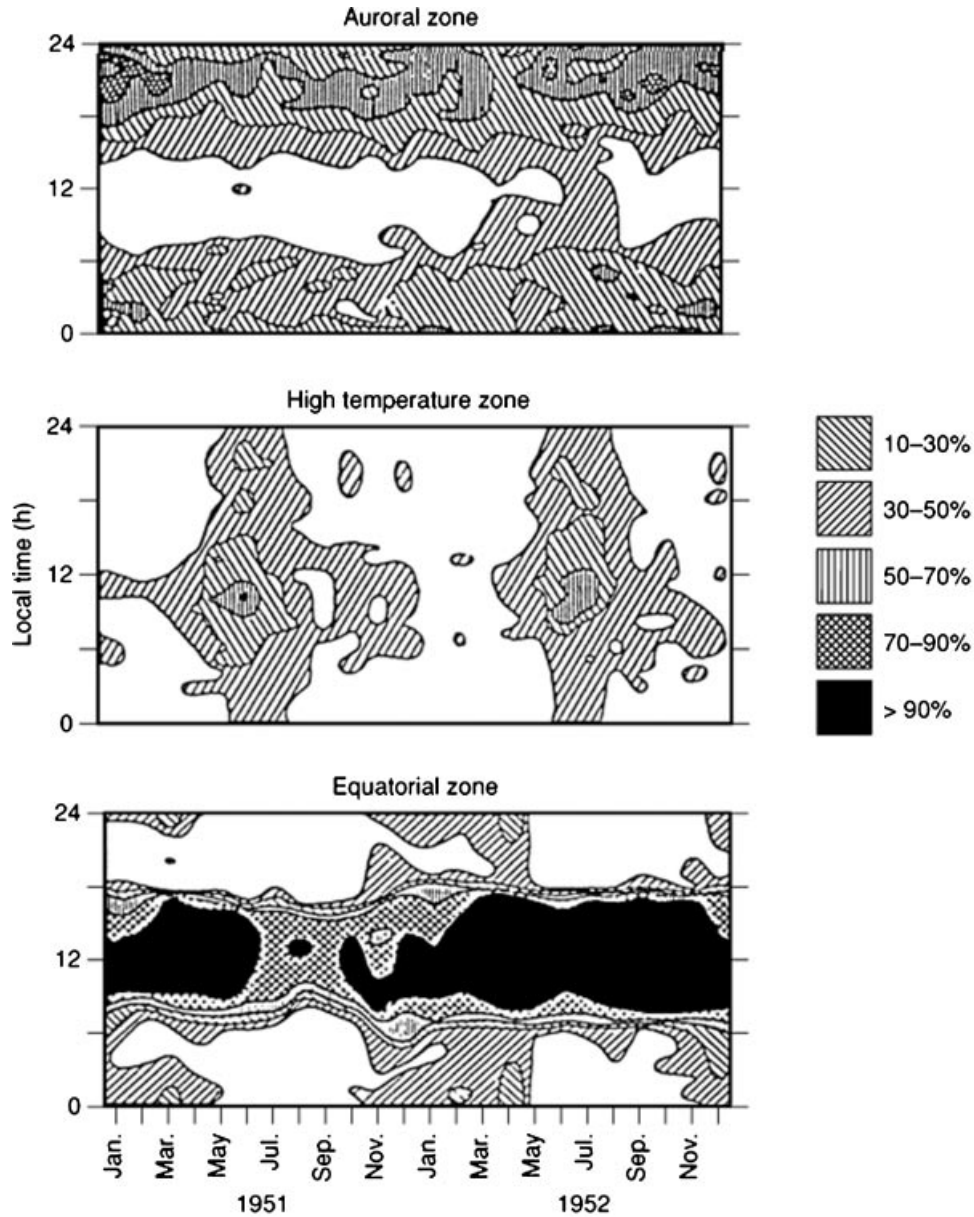 Auroral zone
24
12
0
High temperature zone
24
12
0
Local time (h)
10–30%
30–50%
50–70%
70–90%
> 90%
Equatorial zone
24
12
0
Jan.
Mar.
May
Jul.
Sep.
Nov.
Jan.
Mar.
May
Jul.
Sep.
Nov.
1951
1952